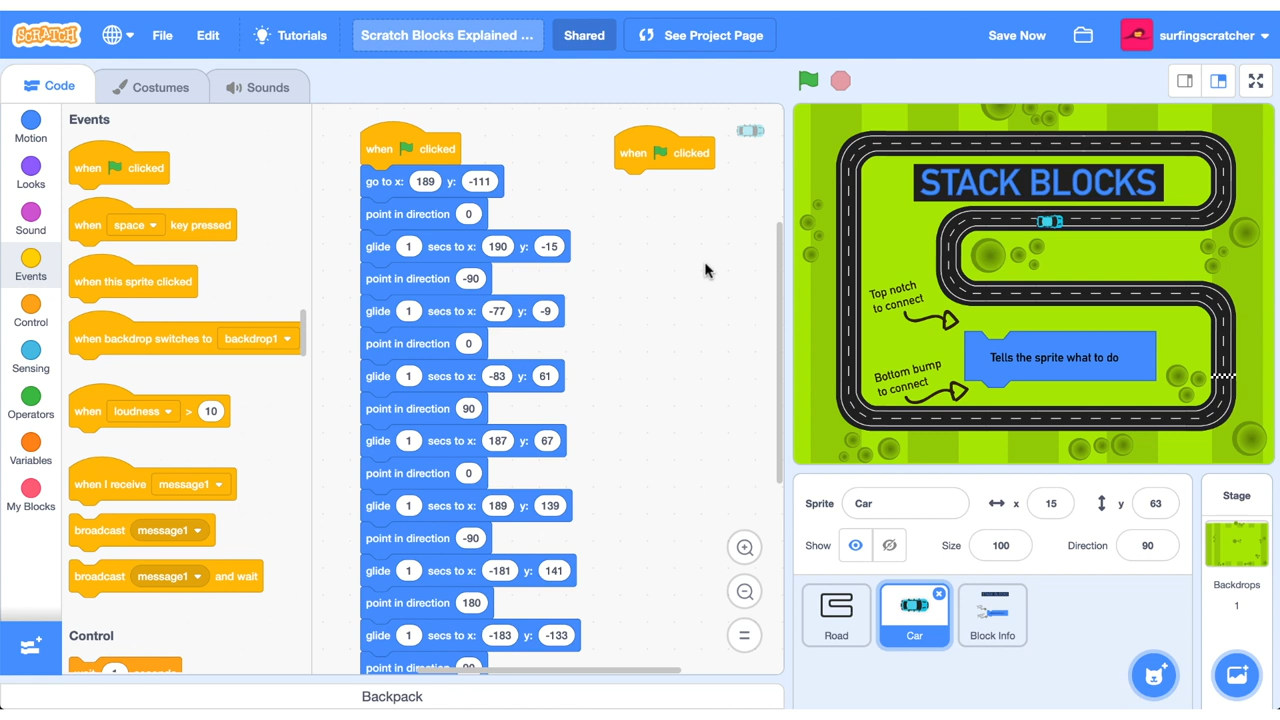 SCRATCH
File
Edit
Tutorials
Scratch Blocks Explained ...
Shared
See Project Page
Save Now
surfingscratcher
Code
Costumes
Sounds
Motion
Looks
Sound
Events
Control
Sensing
Operators
Variables
My Blocks
Events
when clicked
when space key pressed
when this sprite clicked
when backdrop switches to backdrop1
when loudness > 10
when I receive message1
broadcast message1
broadcast message1 and wait
Control
when clicked
go to x: 189 y: -111
point in direction 0
glide 1 secs to x: 190 y: -15
point in direction -90
glide 1 secs to x: -77 y: -9
point in direction 0
glide 1 secs to x: -83 y: 61
point in direction 90
glide 1 secs to x: 187 y: 67
point in direction 0
glide 1 secs to x: 189 y: 139
point in direction -90
glide 1 secs to x: -181 y: 141
point in direction 180
glide 1 secs to x: -183 y: -133
point in direction 90
when clicked
Backpack
STACK BLOCKS
Top notch
to connect
Tells the sprite what to do
Bottom bump
to connect
Sprite Car x 15 y 63
Show Size 100 Direction 90
Road
Car
Block Info
Stage
Backdrops
1